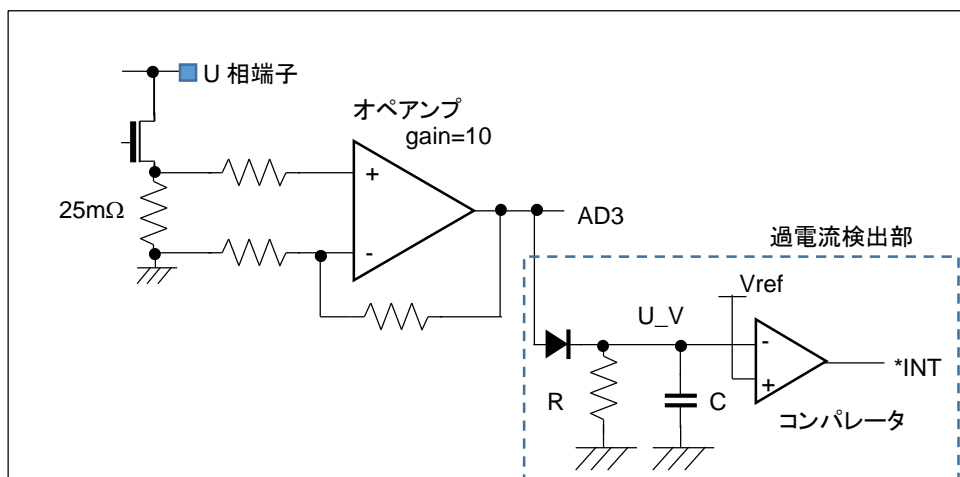 U 相端子
オペアンプ
gain=10
+
-
25mΩ
AD3
過電流検出部
Vref
U_V
-
+
*INT
R
C
コンパレータ